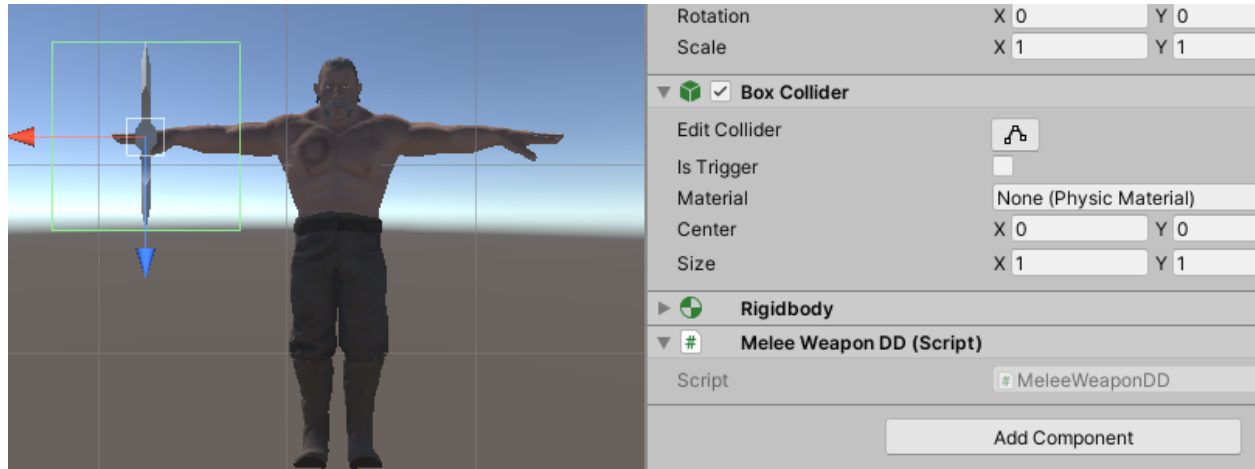 Rotation X 0 Y 0
Scale X 1 Y 1
Box Collider
Edit Collider
Is Trigger
Material None (Physic Material)
Center X 0 Y 0
Size X 1 Y 1
Rigidbody
# Melee Weapon DD (Script)
Script # MeleeWeaponDD
Add Component